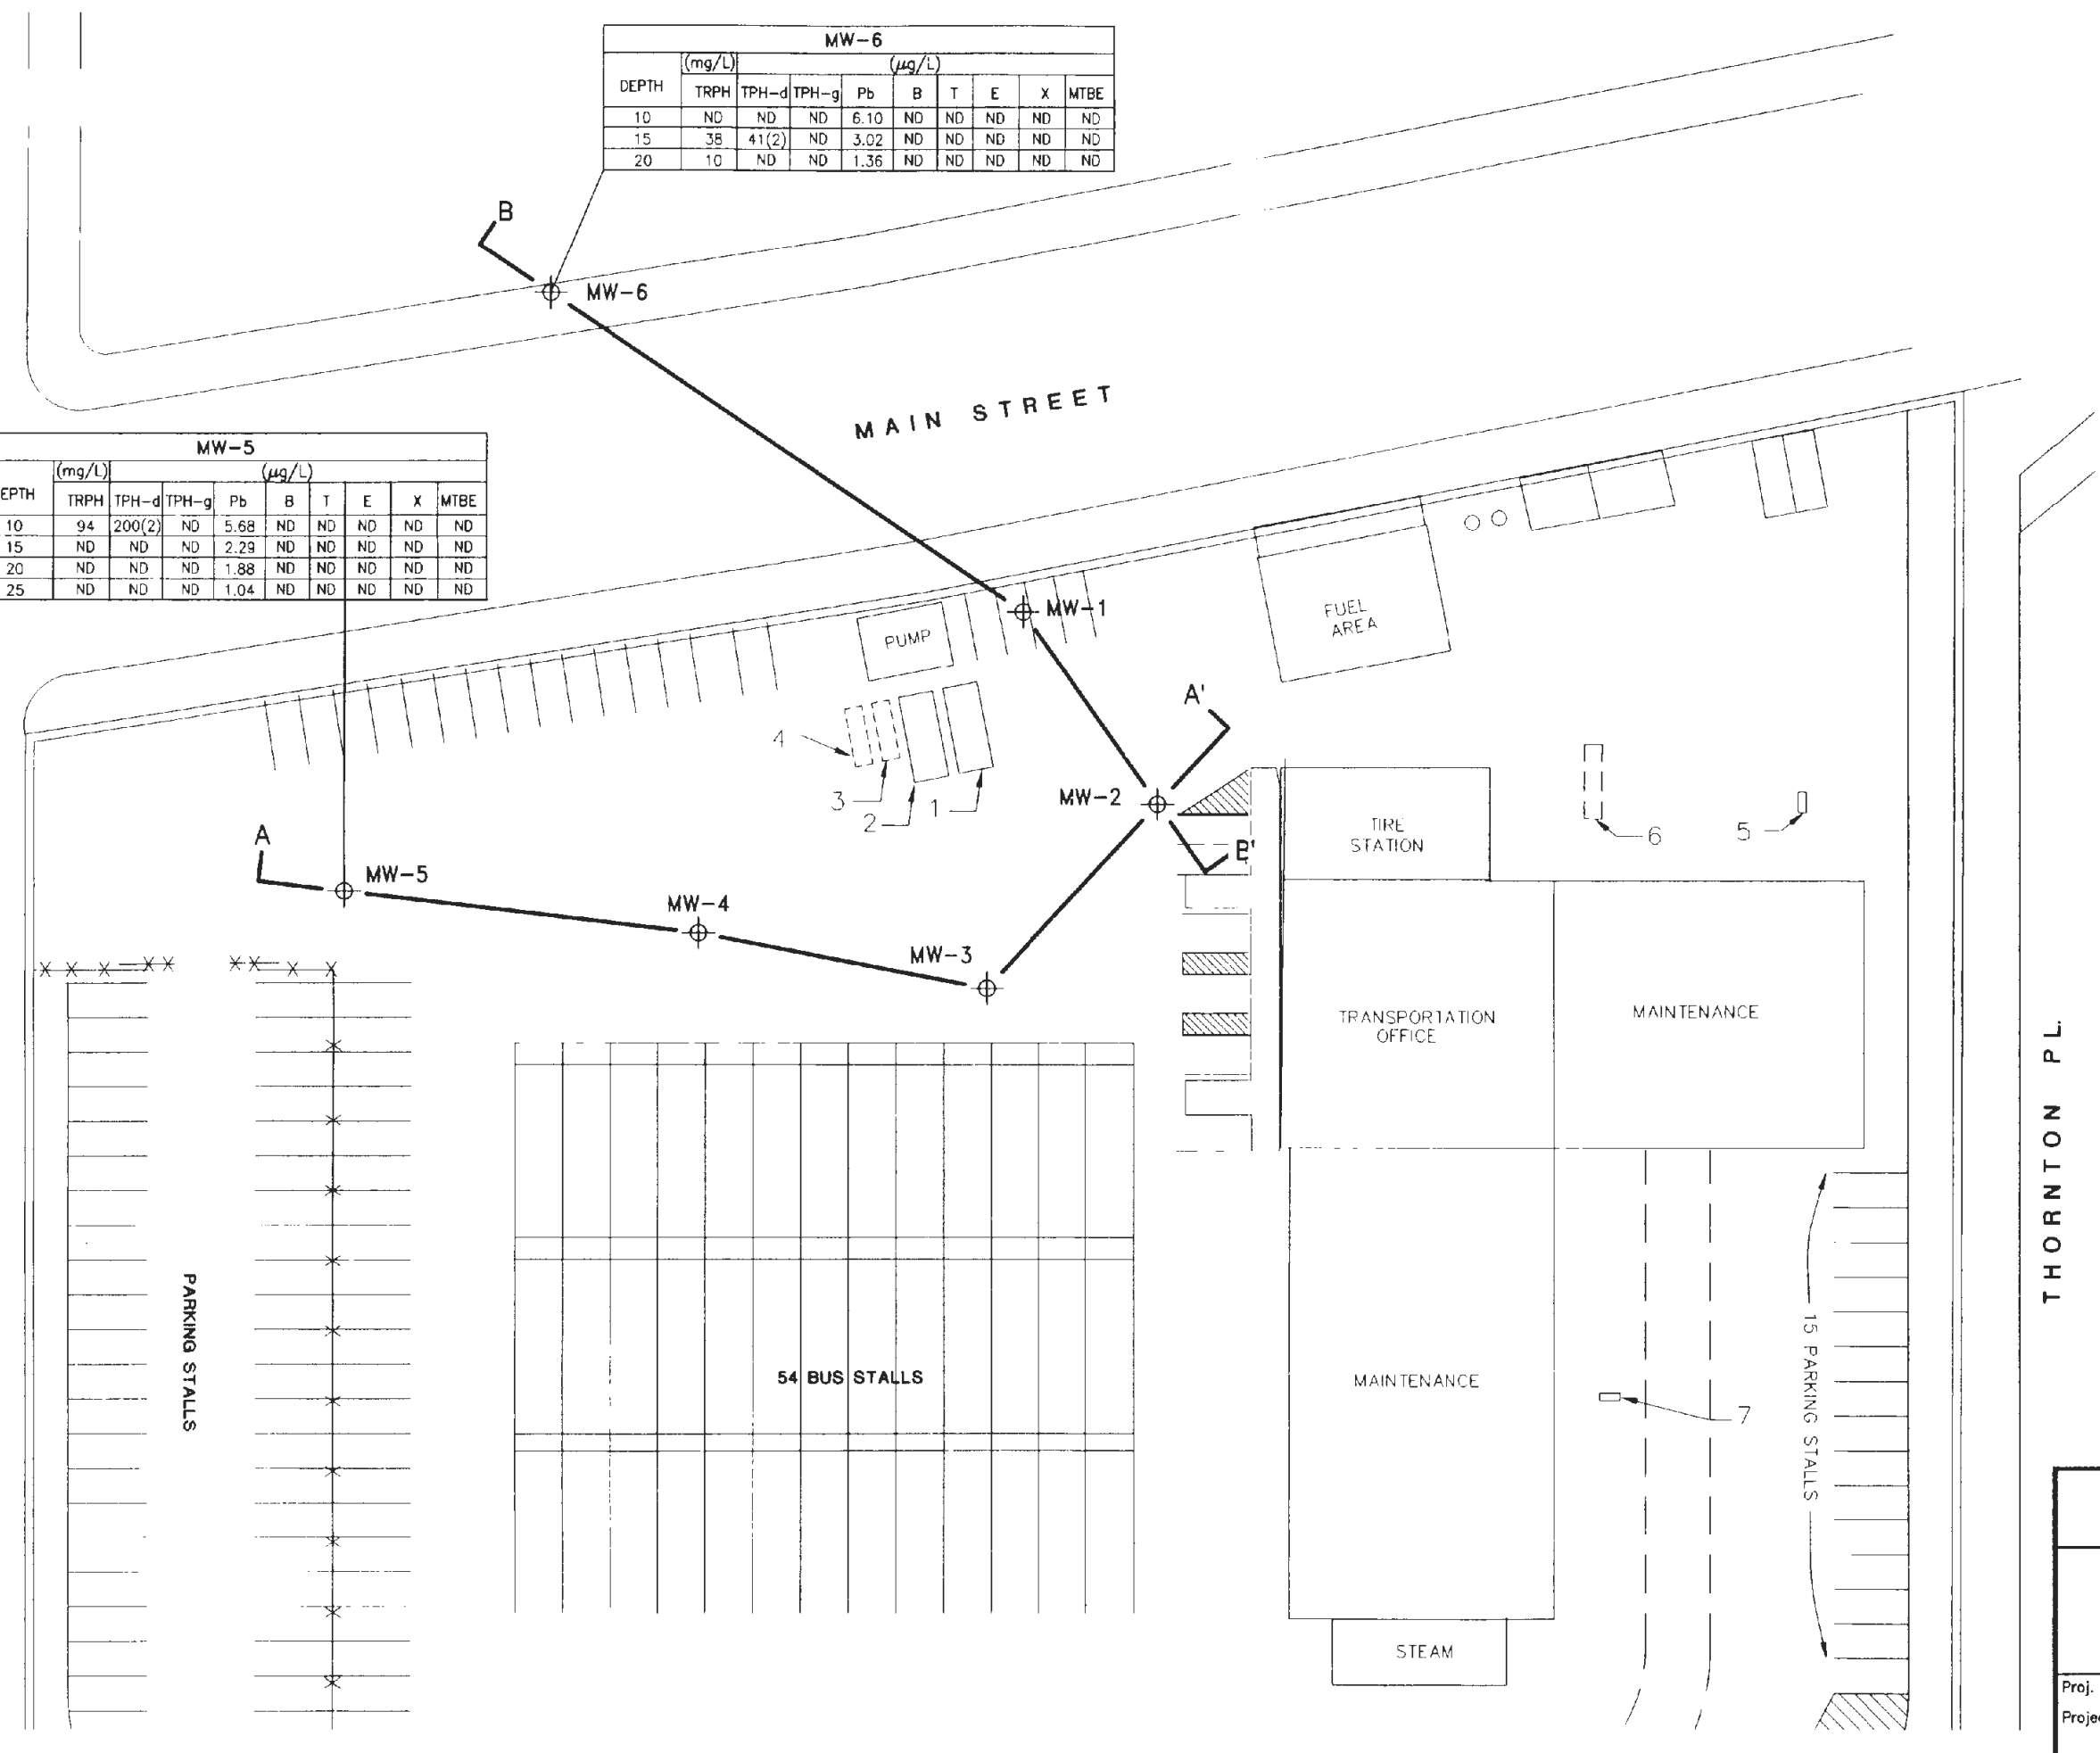 MW-6
(mg/L) (µg/L)
DEPTH TRPH TPH-d TPH-g Pb B T E X MTBE
10 ND ND ND 6.10 ND ND ND ND ND
15 38 41(2) ND 3.02 ND ND ND ND ND
20 10 ND ND 1.36 ND ND ND ND ND
B
MW-6
MAIN STREET
MW-5
(mg/L) (µg/L)
EPTH TRPH TPH-d TPH-g Pb B T E X MTBE
10 94 200(2) ND 5.68 ND ND ND ND ND
15 ND ND ND 2.29 ND ND ND ND ND
20 ND ND ND 1.88 ND ND ND ND ND
25 ND ND ND 1.04 ND ND ND ND ND
MW-1
PUMP
FUEL
AREA
A'
4
3
2
1
MW-2
B'
TIRE
STATION
6
5
A
MW-5
MW-4
MW-3
TRANSPORTATION
OFFICE
MAINTENANCE
THORNTON PL.
PARKING STALLS
54 BUS STALLS
MAINTENANCE
7
15 PARKING STALLS
STEAM
Proj.
Projec